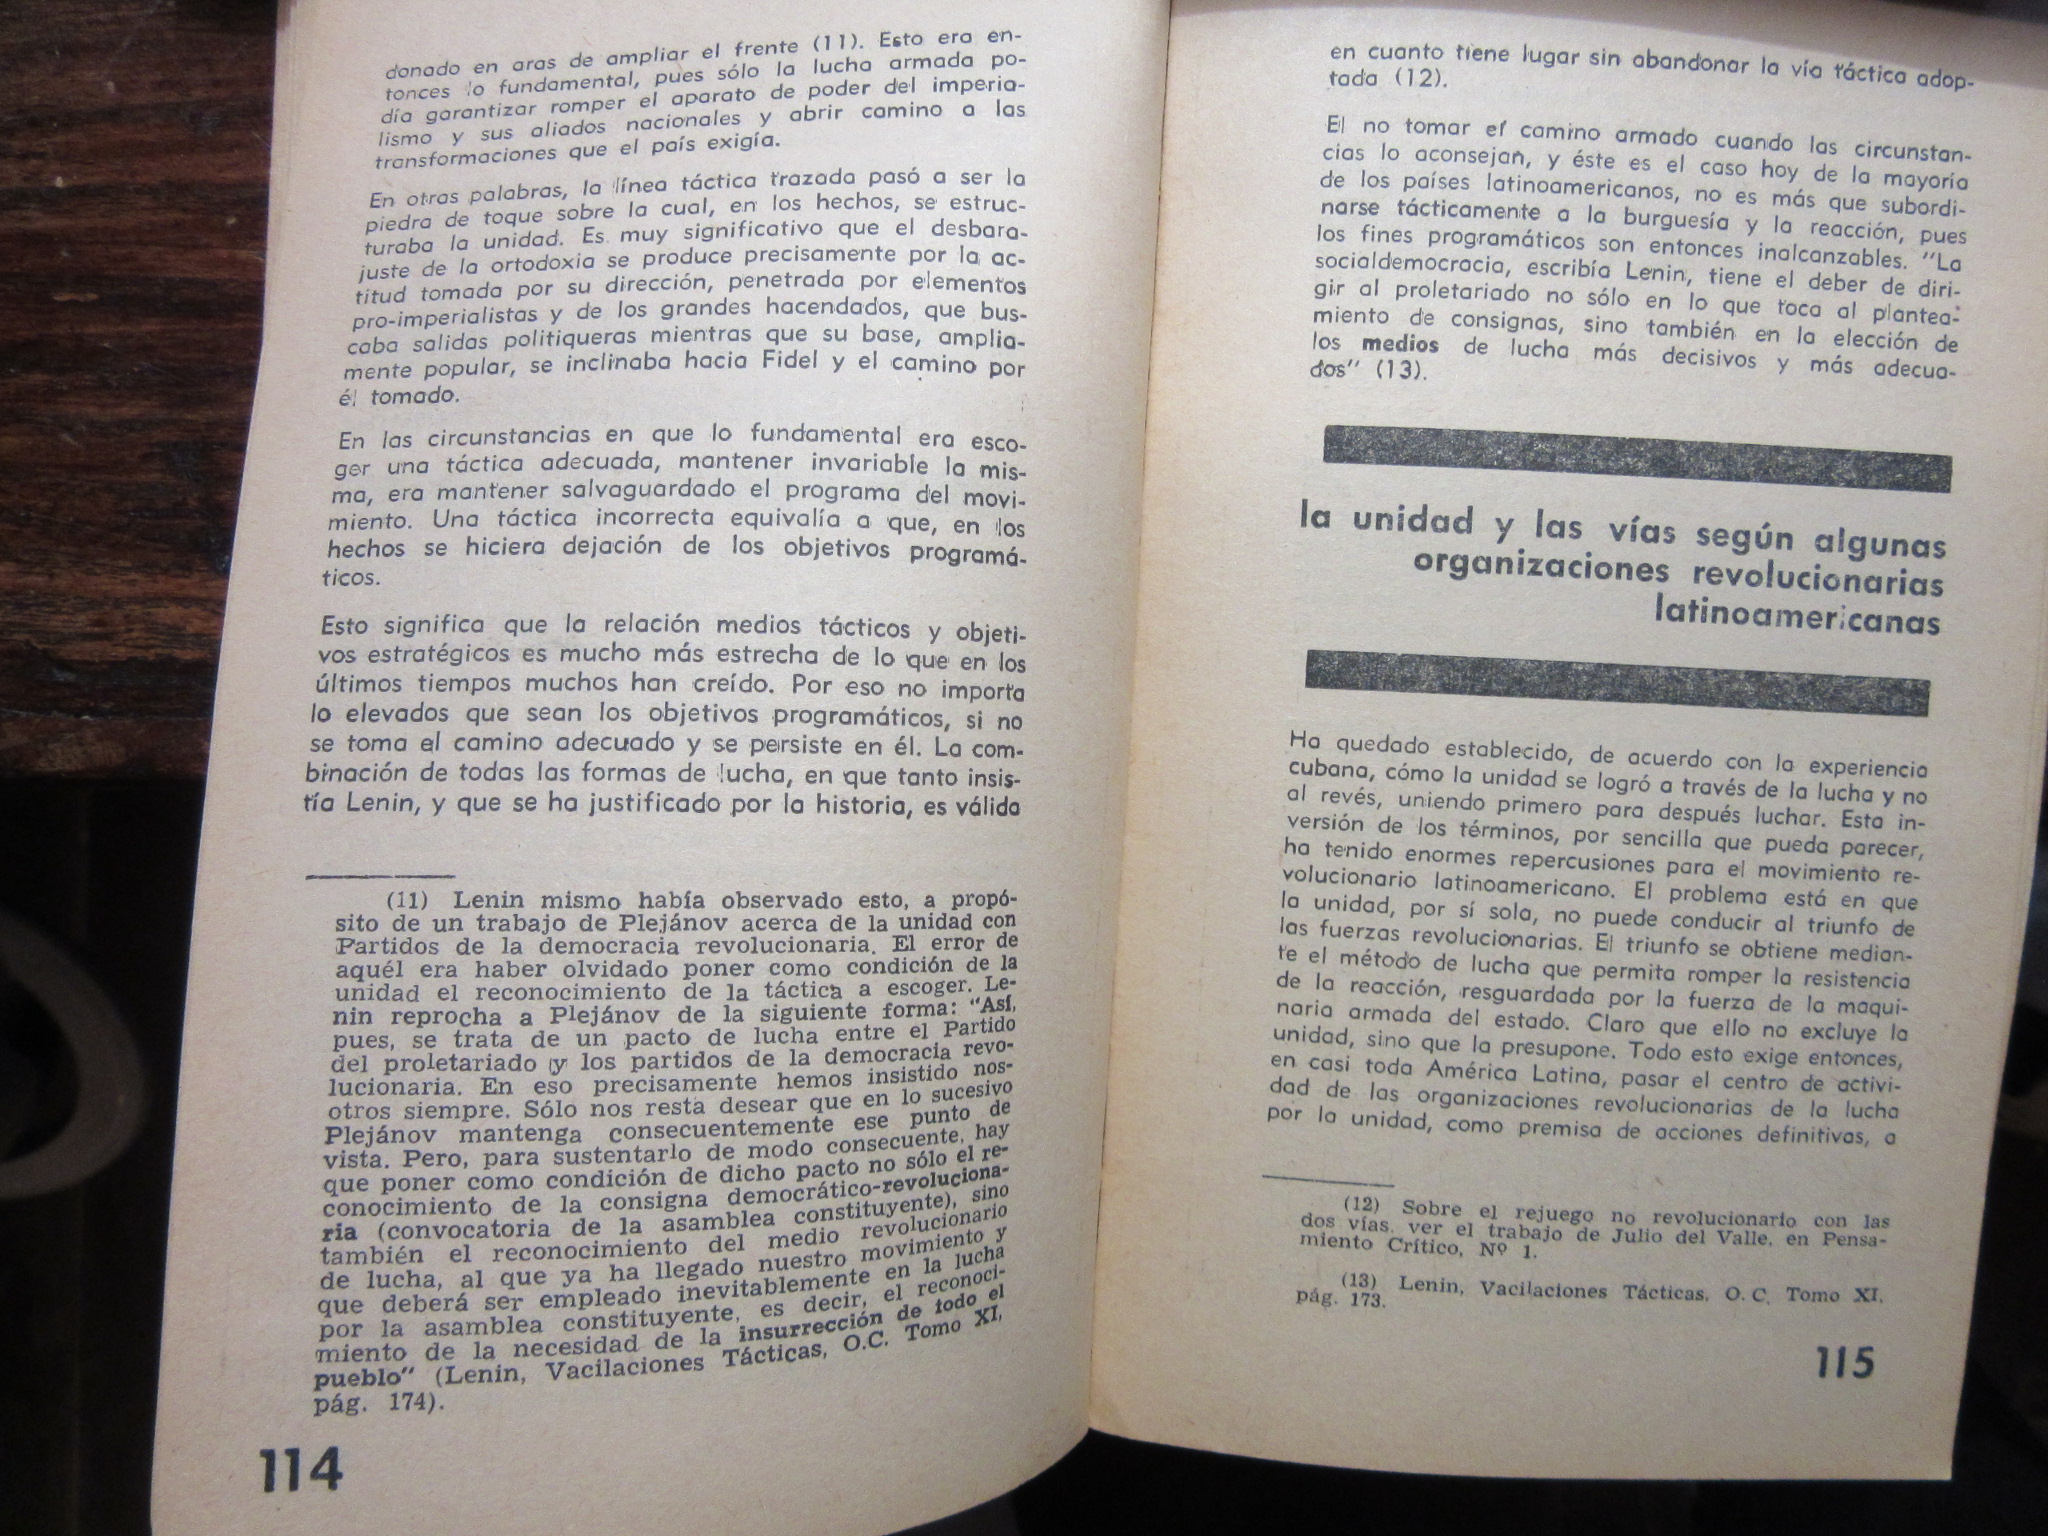 donado en aras de ampliar el frente (11). Esto era en-
tonces lo fundamental, pues sólo la lucha armada po-
día garantizar romper el aparato de poder del imperia-
lismo y sus aliados nacionales y abrir camino a las
transformaciones que el país exigía.
En otras palabras, la línea táctica trazada pasó a ser la
piedra de toque sobre la cual, en los hechos, se estruc-
turaba la unidad. Es muy significativo que el desbara-
juste de la ortodoxia se produce precisamente por la ac-
titud tomada por su dirección, penetrada por elementos
pro-imperialistas y de los grandes hacendados, que bus-
caba salidas politiqueras mientras que su base, amplia-
mente popular, se inclinaba hacia Fidel y el camino por
él tomado.
En las circunstancias en que lo fundamental era esco-
ger una táctica adecuada, mantener invariable la mis-
ma, era mantener salvaguardado el programa del movi-
miento. Una táctica incorrecta equivalía a que, en los
hechos se hiciera dejación de los objetivos programá-
ticos.
Esto significa que la relación medios tácticos y objeti-
vos estratégicos es mucho más estrecha de lo que en los
últimos tiempos muchos han creído. Por eso no importa
lo elevados que sean los objetivos programáticos, si no
se toma el camino adecuado y se persiste en él. La com-
binación de todas las formas de lucha, en que tanto insis-
tía Lenin, y que se ha justificado por la historia, es válida
(11) Lenin mismo había observado esto, a propó-
sito de un trabajo de Plejánov acerca de la unidad con
Partidos de la democracia revolucionaria. El error de
aquél era haber olvidado poner como condición de la
unidad el reconocimiento de la táctica a escoger. Le-
nin reprocha a Plejánov de la siguiente forma: "Así,
pues, se trata de un pacto de lucha entre el Partido
del proletariado y los partidos de la democracia revo-
lucionaria. En eso precisamente hemos insistido nos-
otros siempre. Sólo nos resta desear que en lo sucesivo
Plejánov mantenga consecuentemente ese punto de
vista. Pero, para sustentarlo de modo consecuente, hay
que poner como condición de dicho pacto no sólo el re-
conocimiento de la consigna democrático-revoluciona-
ria (convocatoria de la asamblea constituyente), sino
también el reconocimiento del medio revolucionario
de lucha, al que ya ha llegado nuestro movimiento y
que deberá ser empleado inevitablemente en la lucha
por la asamblea constituyente, es decir, el reconoci-
miento de la necesidad de la insurrección de todo el
pueblo" (Lenin, Vacilaciones Tácticas, O.C. Tomo XI,
pág. 174).
114
en cuanto tiene lugar sin abandonar la vía táctica adop-
tada (12).
El no tomar el camino armado cuando las circunstan-
cias lo aconsejan, y éste es el caso hoy de la mayoría
de los países latinoamericanos, no es más que subordi-
narse tácticamente a la burguesía y la reacción, pues
los fines programáticos son entonces inalcanzables. "La
socialdemocracia, escribía Lenin, tiene el deber de diri-
gir al proletariado no sólo en lo que toca al plantea-
miento de consignas, sino también en la elección de
los medios de lucha más decisivos y más adecua-
dos" (13).
la unidad y las vías según algunas
organizaciones revolucionarias
latinoamericanas
Ha quedado establecido, de acuerdo con la experiencia
cubana, cómo la unidad se logró a través de la lucha y no
al revés, uniendo primero para después luchar. Esta in-
versión de los términos, por sencilla que pueda parecer,
ha tenido enormes repercusiones para el movimiento re-
volucionario latinoamericano. El problema está en que
la unidad, por sí sola, no puede conducir al triunfo de
las fuerzas revolucionarias. El triunfo se obtiene median-
te el método de lucha que permita romper la resistencia
de la reacción, resguardada por la fuerza de la maqui-
naria armada del estado. Claro que ello no excluye la
unidad, sino que la presupone. Todo esto exige entonces,
en casi toda América Latina, pasar el centro de activi-
dad de las organizaciones revolucionarias de la lucha
por la unidad, como premisa de acciones definitivas, a
(12) Sobre el rejuego no revolucionario con las
dos vías, ver el trabajo de Julio del Valle, en Pensa-
miento Crítico, Nº 1.
(13) Lenin, Vacilaciones Tácticas, O. C. Tomo XI,
pág. 173.
115